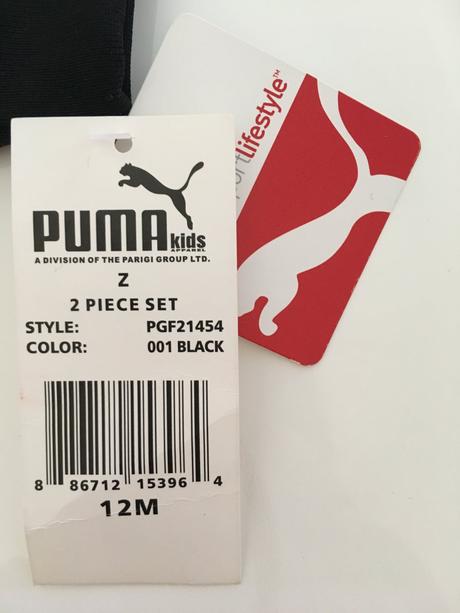 PUMA kids
APPAREL
A DIVISION OF THE PARIGI GROUP LTD.
Z
2 PIECE SET
STYLE: PGF21454
COLOR: 001 BLACK
8 86712 15396 4
12M
ortlifestyle™